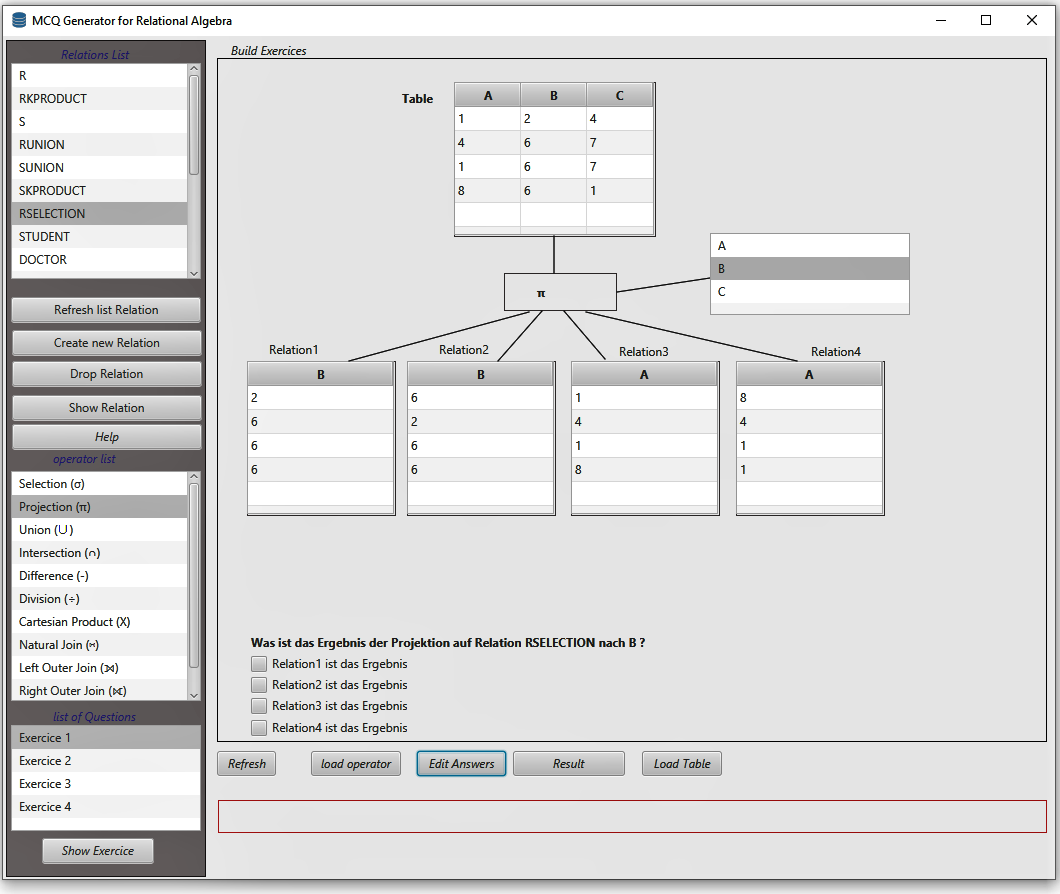 MCQ Generator for Relational Algebra
Relations List
R
RKPRODUCT
S
RUNION
SUNION
SKPRODUCT
RSELECTION
STUDENT
DOCTOR
Refresh list Relation
Create new Relation
Drop Relation
Show Relation
Help
operator list
Selection (σ)
Projection (π)
Union (∪)
Intersection (∩)
Difference (-)
Division (÷)
Cartesian Product (X)
Natural Join (⋈)
Left Outer Join (⋊)
Right Outer Join (⋉)
list of Questions
Exercice 1
Exercice 2
Exercice 3
Exercice 4
Show Exercice
Build Exercices
Table
A B C
1 2 4
4 6 7
1 6 7
8 6 1
π
A
B
C
Relation1 Relation2 Relation3 Relation4
B B A A
2 6 1 8
6 2 4 4
6 6 1 1
6 6 8 1
Was ist das Ergebnis der Projektion auf Relation RSELECTION nach B ?
Relation1 ist das Ergebnis
Relation2 ist das Ergebnis
Relation3 ist das Ergebnis
Relation4 ist das Ergebnis
Refresh load operator Edit Answers Result Load Table